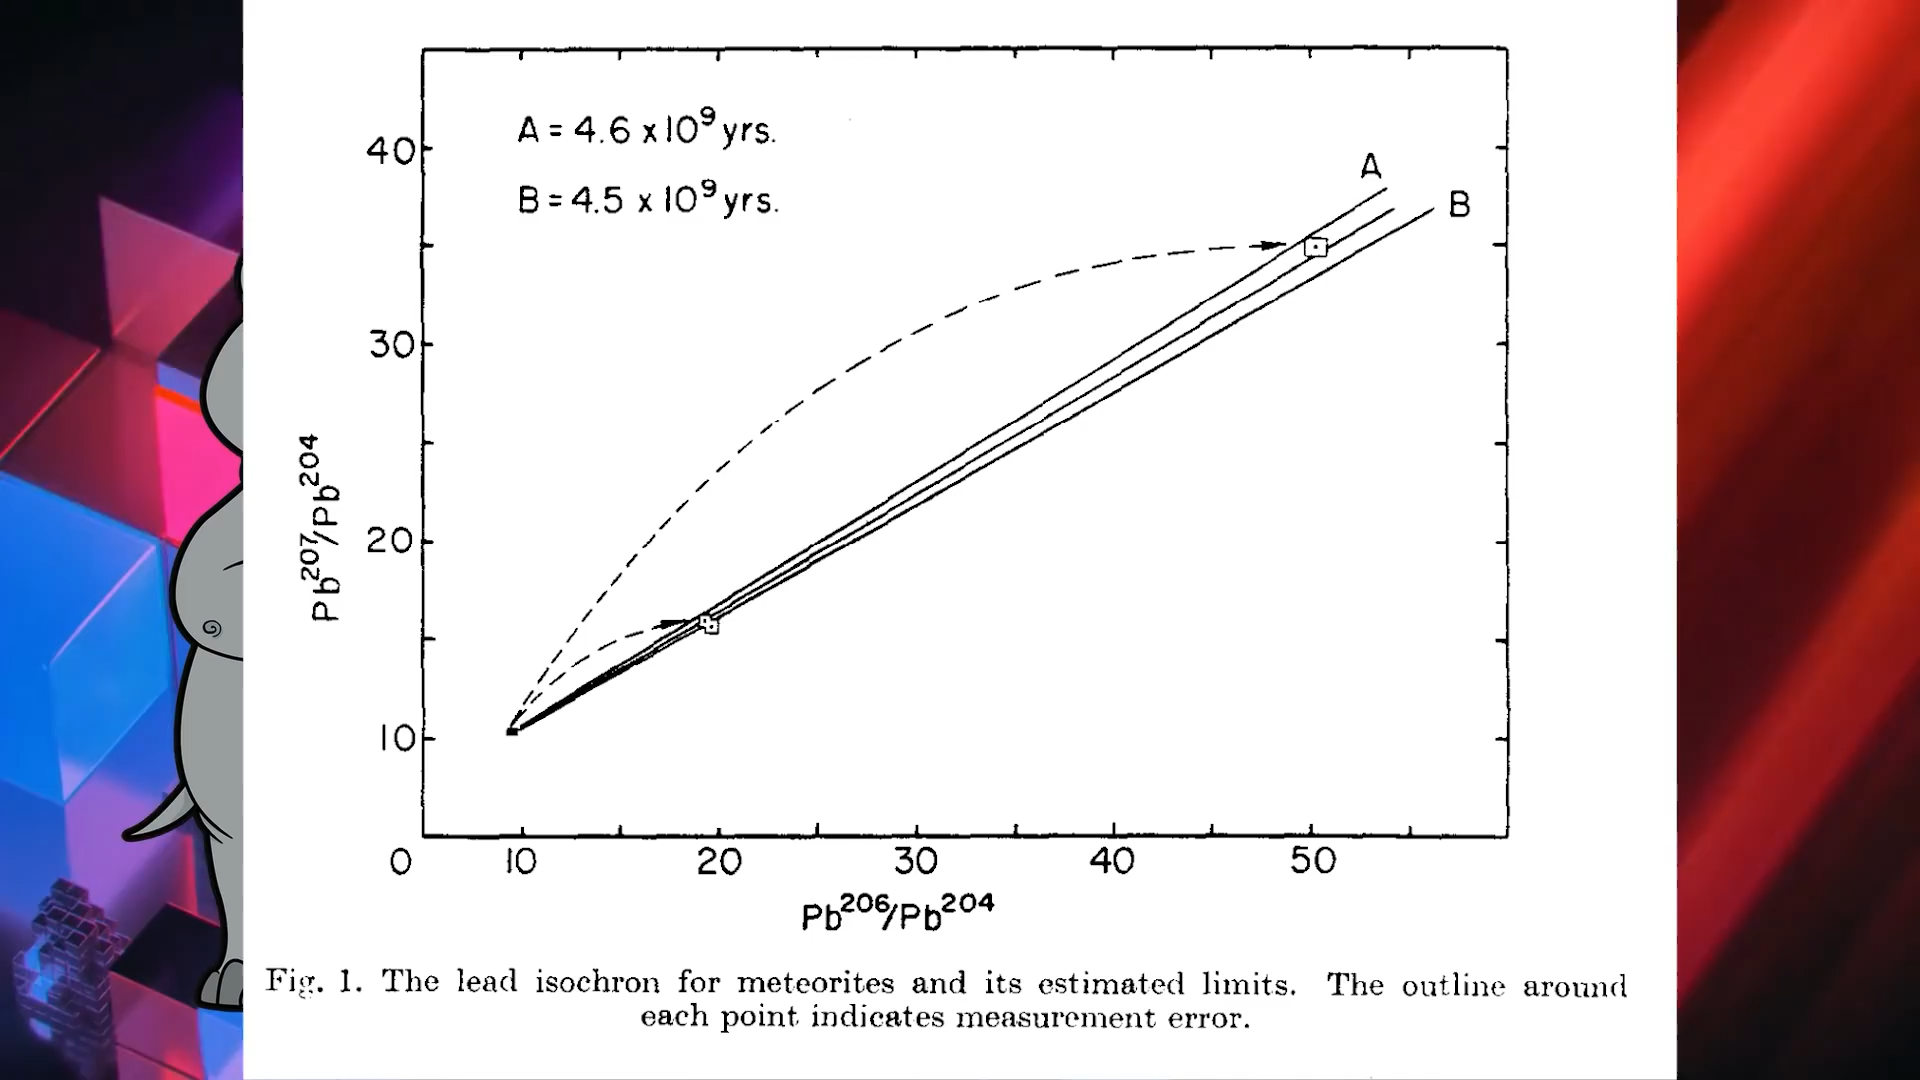 A = 4.6 x 10⁹ yrs.
B = 4.5 x 10⁹ yrs.
A
B
40
30
20
10
Pb²⁰⁷/Pb²⁰⁴
0 10 20 30 40 50
Pb²⁰⁶/Pb²⁰⁴
Fig. 1. The lead isochron for meteorites and its estimated limits. The outline around
each point indicates measurement error.